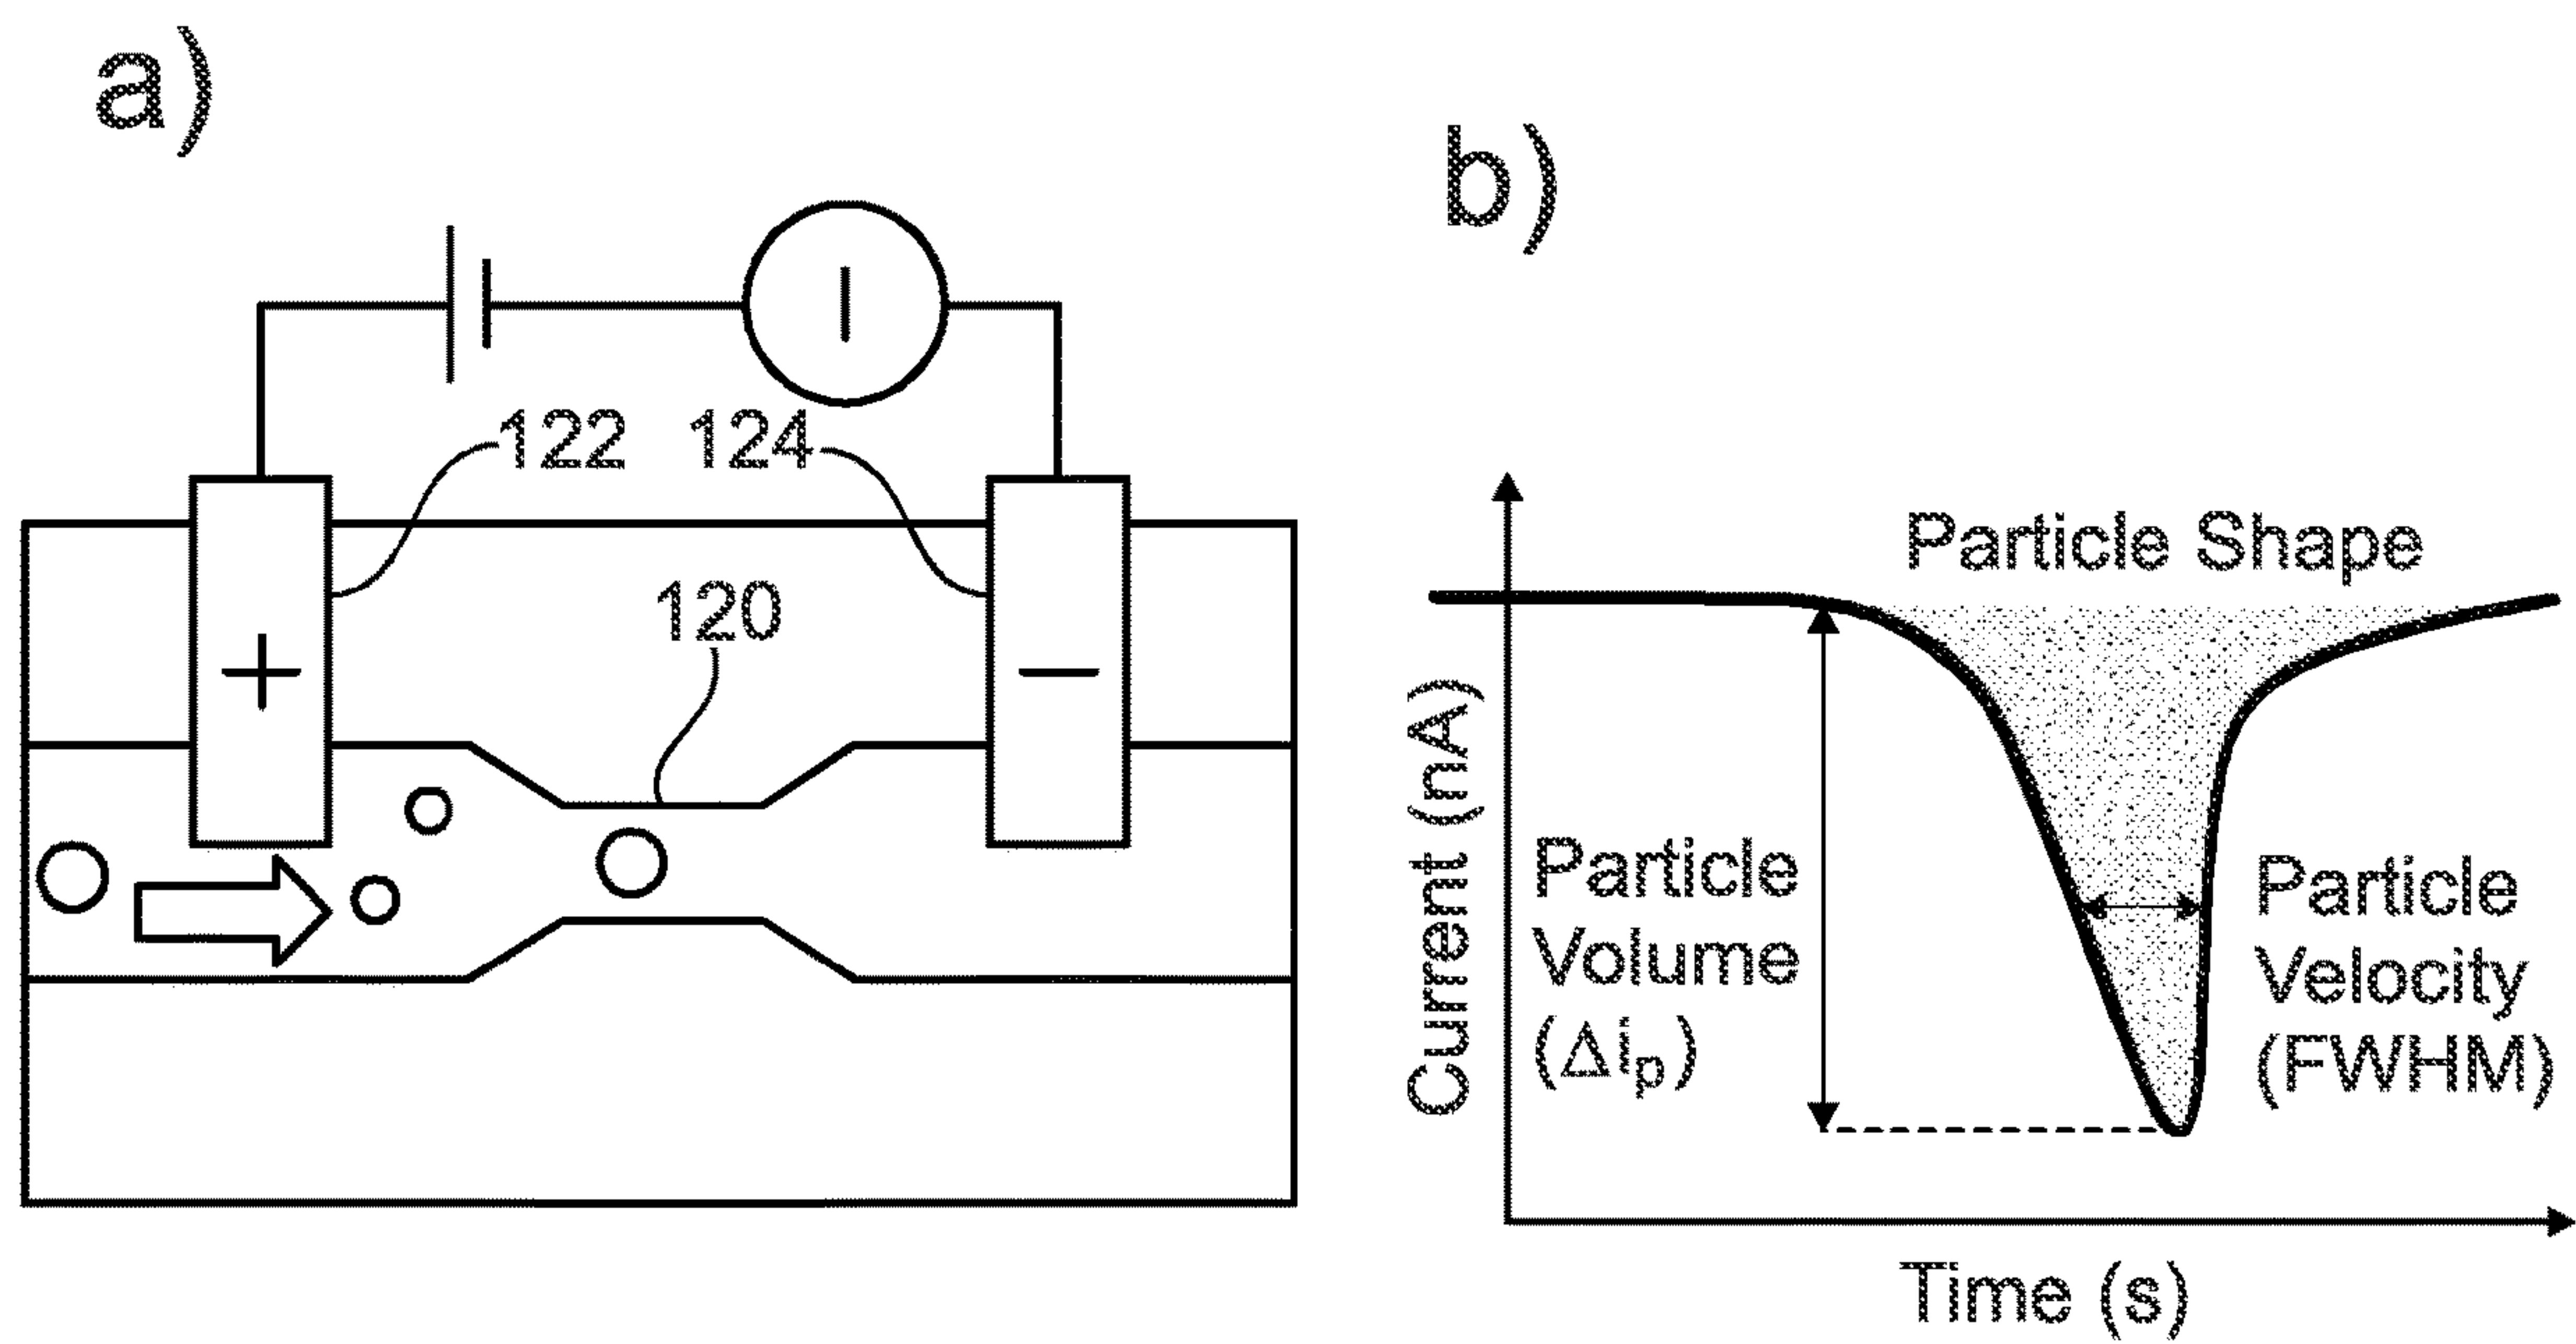 a)
I
122
124
120
+
−
b)
Particle Shape
Current (nA)
Particle
Volume
(Δip)
Particle
Velocity
(FWHM)
Time (s)